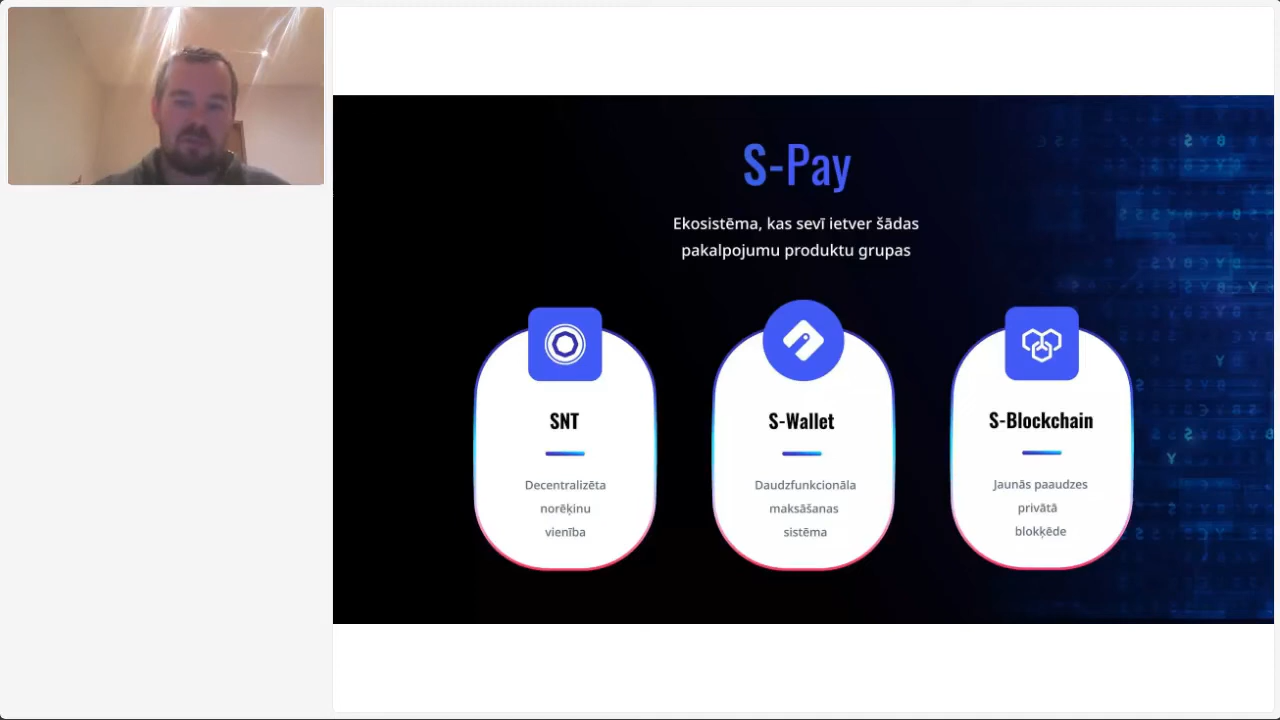 S-Pay
Ekosistēma, kas sevī ietver šādas
pakalpojumu produktu grupas
SNT
Decentralizēta
norēķinu
vienība
S-Wallet
Daudzfunkcionāla
maksāšanas
sistēma
S-Blockchain
Jaunās paaudzes
privātā
blokķēde